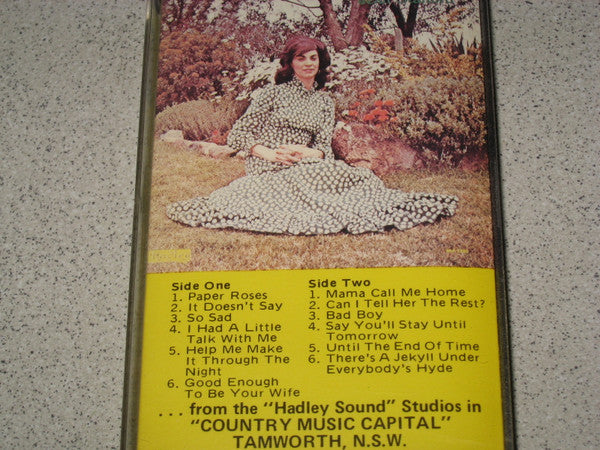 Side One
1. Paper Roses
2. It Doesn't Say
3. So Sad
4. I Had A Little
Talk With Me
5. Help Me Make
It Through The
Night
6. Good Enough
To Be Your Wife
Side Two
1. Mama Call Me Home
2. Can I Tell Her The Rest?
3. Bad Boy
4. Say You'll Stay Until
Tomorrow
5. Until The End Of Time
6. There's A Jekyll Under
Everybody's Hyde
. . . from the "Hadley Sound" Studios in
"COUNTRY MUSIC CAPITAL"
TAMWORTH, N.S.W.